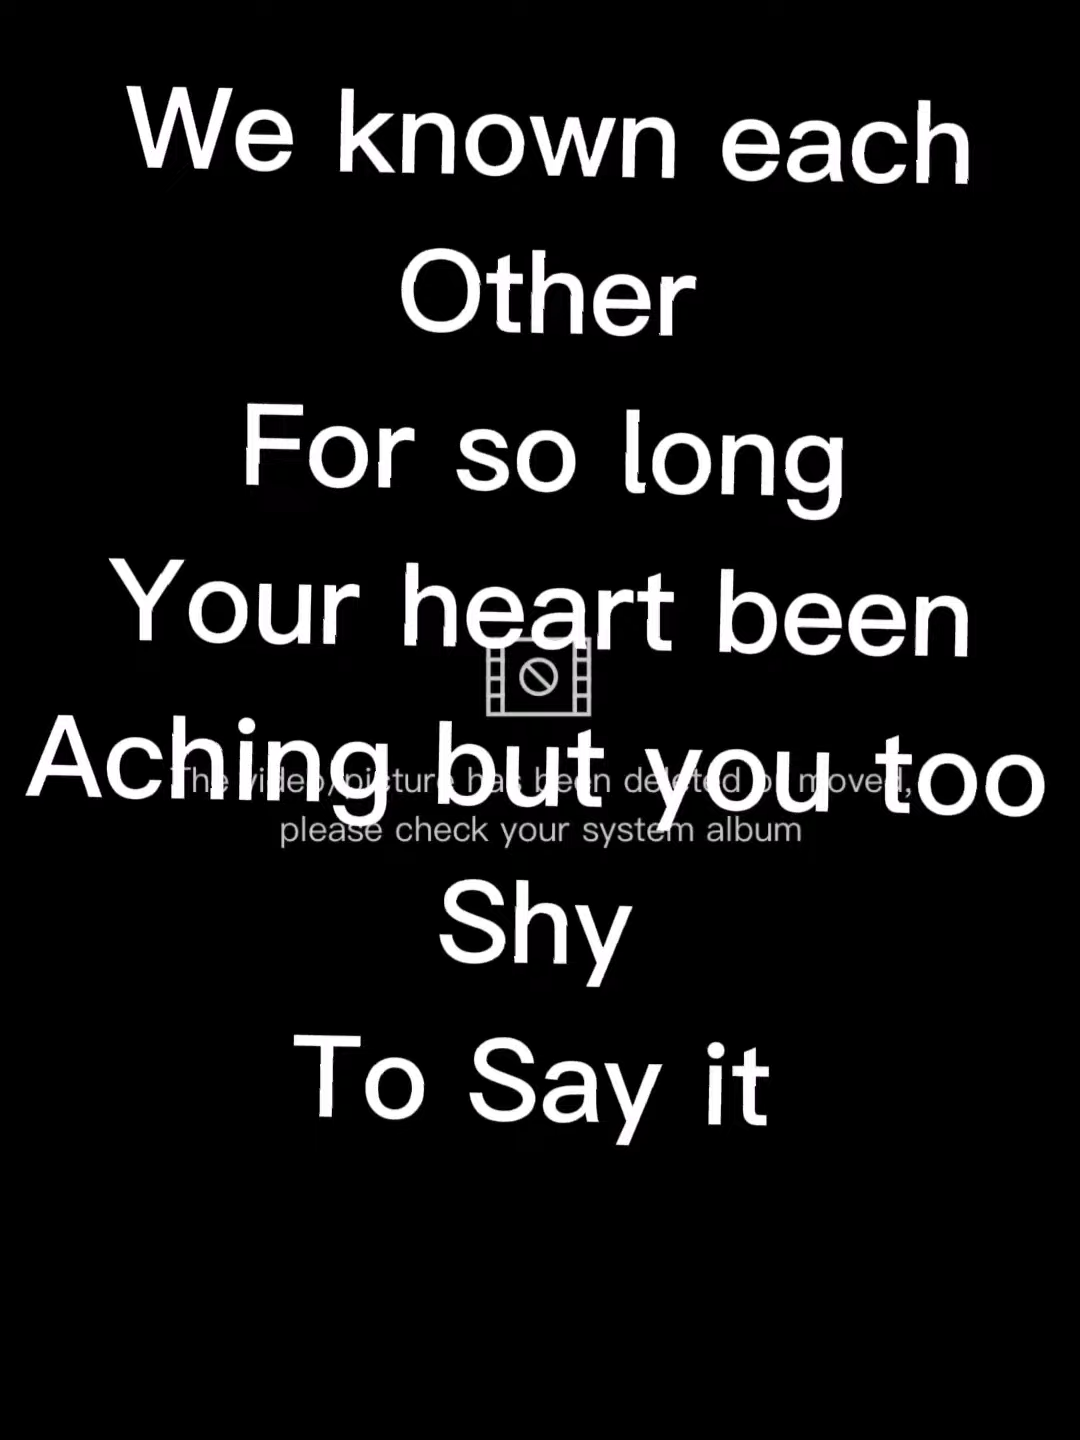 We known each
Other
For so long
Your heart been
Aching but you too
The video/picture has been deleted or moved,
please check your system album
Shy
To Say it